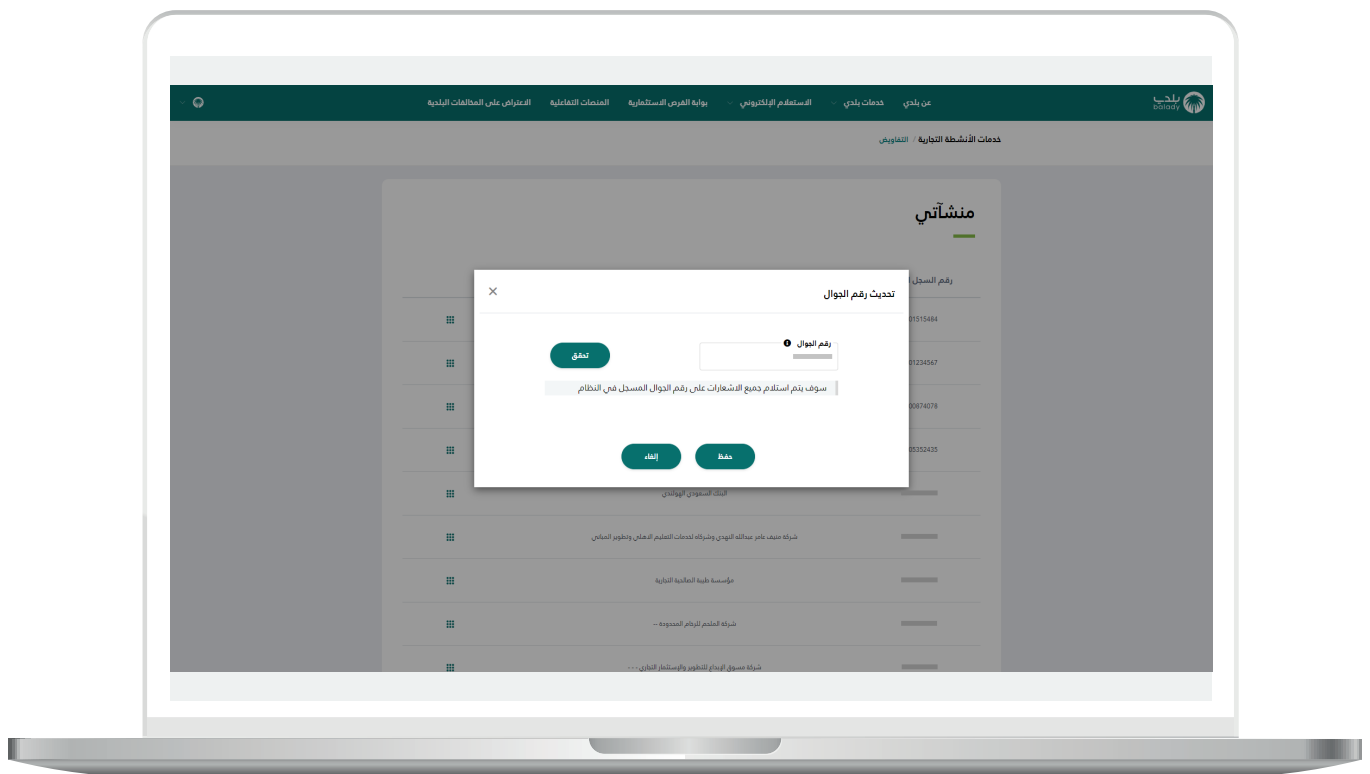 بلدي
balady
عن بلدي
خدمات بلدي
الاستعلام الإلكتروني
بوابة الفرص الاستثمارية
المنصات التفاعلية
الاعتراض على المخالفات البلدية
خدمات الأنشطة التجارية / التفاويض
منشآتي
رقم السجل
تحديث رقم الجوال
×
رقم الجوال
تحقق
سوف يتم استلام جميع الاشعارات على رقم الجوال المسجل في النظام
حفظ
إلغاء
01515484
01234567
00874078
05352435
البنك السعودي الهولندي
شركة منيف عامر عبدالله النهدي وشركاه لخدمات التعليم الاهلي وتطوير المباني
مؤسسة طيبة الصالحية التجارية
شركة الملحم للرخام المحدودة --
شركة مسوق الإبداع للتطوير والإستثمار التجاري - - -